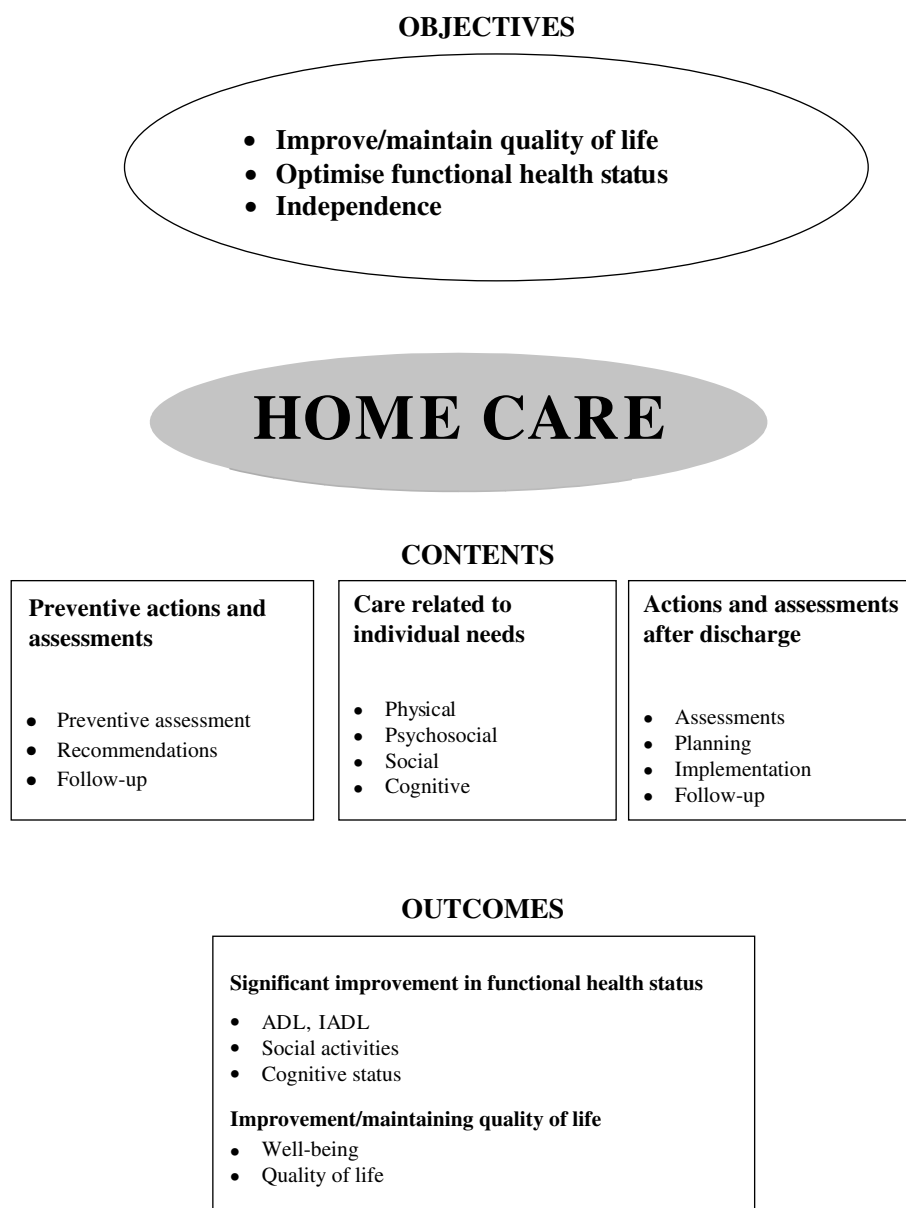 OBJECTIVES
• Improve/maintain quality of life
• Optimise functional health status
• Independence
HOME CARE
CONTENTS
Preventive actions and
assessments
• Preventive assessment
• Recommendations
• Follow-up
Care related to
individual needs
• Physical
• Psychosocial
• Social
• Cognitive
Actions and assessments
after discharge
• Assessments
• Planning
• Implementation
• Follow-up
OUTCOMES
Significant improvement in functional health status
• ADL, IADL
• Social activities
• Cognitive status
Improvement/maintaining quality of life
• Well-being
• Quality of life